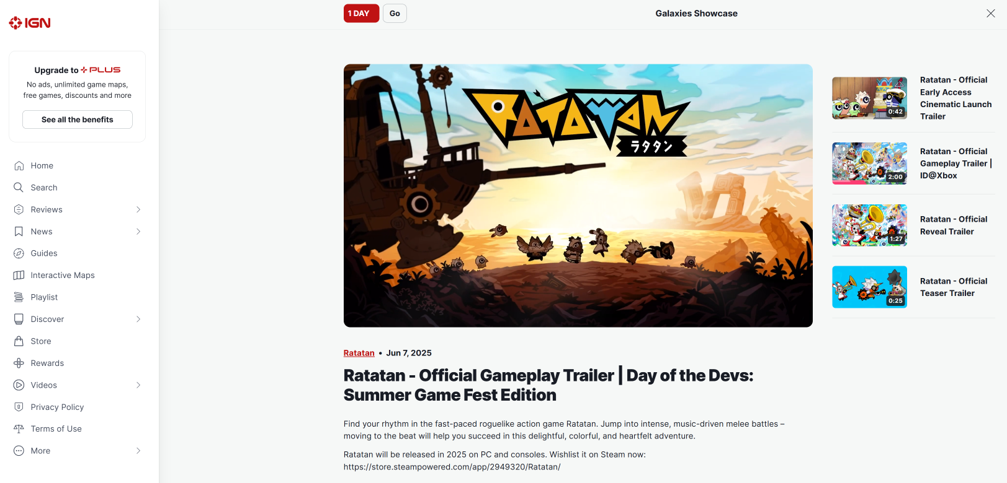 IGN
Upgrade to PLUS
No ads, unlimited game maps,
free games, discounts and more
See all the benefits
Home
Search
Reviews
News
Guides
Interactive Maps
Playlist
Discover
Store
Rewards
Videos
Privacy Policy
Terms of Use
More
1 DAY
Go
Galaxies Showcase
RATATAN
ラタタン
Ratatan • Jun 7, 2025
Ratatan - Official Gameplay Trailer | Day of the Devs:
Summer Game Fest Edition
Find your rhythm in the fast-paced roguelike action game Ratatan. Jump into intense, music-driven melee battles –
moving to the beat will help you succeed in this delightful, colorful, and heartfelt adventure.
Ratatan will be released in 2025 on PC and consoles. Wishlist it on Steam now:
https://store.steampowered.com/app/2949320/Ratatan/
0:42
Ratatan - Official
Early Access
Cinematic Launch
Trailer
2:00
Ratatan - Official
Gameplay Trailer |
ID@Xbox
1:27
Ratatan - Official
Reveal Trailer
0:25
Ratatan - Official
Teaser Trailer